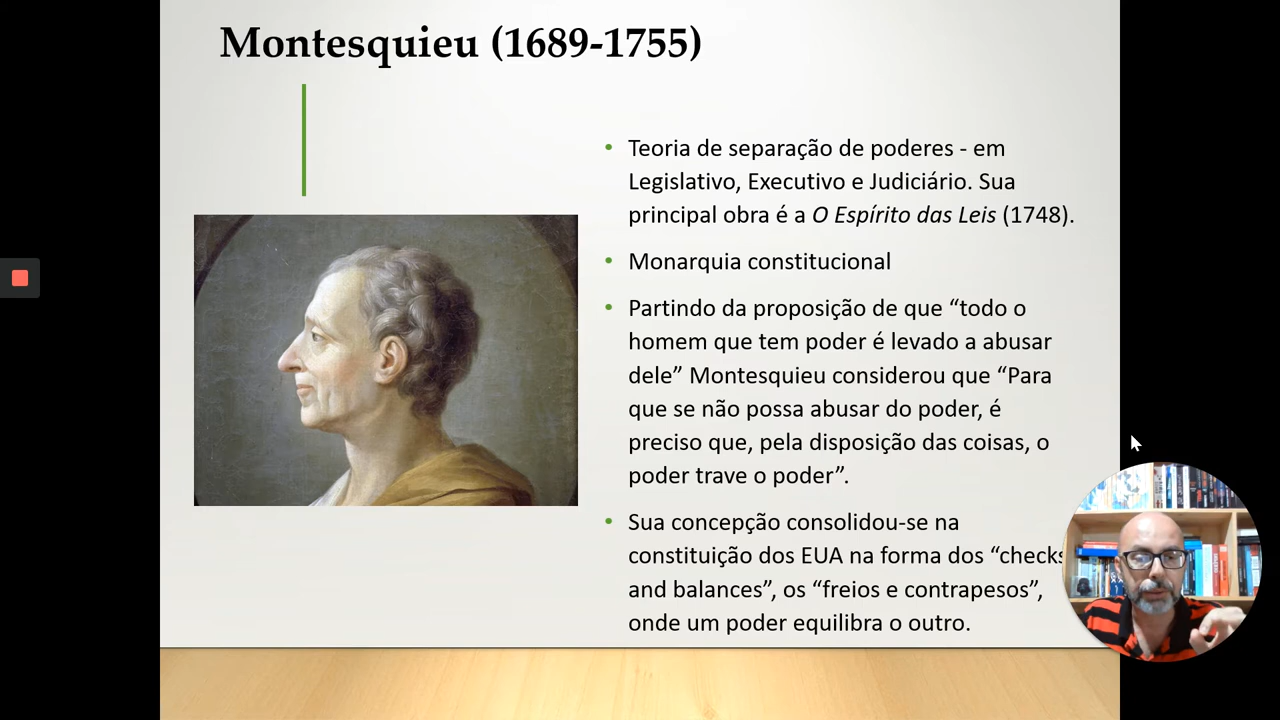 Montesquieu (1689-1755)
• Teoria de separação de poderes - em
Legislativo, Executivo e Judiciário. Sua
principal obra é a O Espírito das Leis (1748).
• Monarquia constitucional
• Partindo da proposição de que “todo o
homem que tem poder é levado a abusar
dele” Montesquieu considerou que “Para
que se não possa abusar do poder, é
preciso que, pela disposição das coisas, o
poder trave o poder”.
• Sua concepção consolidou-se na
constituição dos EUA na forma dos “checks
and balances”, os “freios e contrapesos”,
onde um poder equilibra o outro.